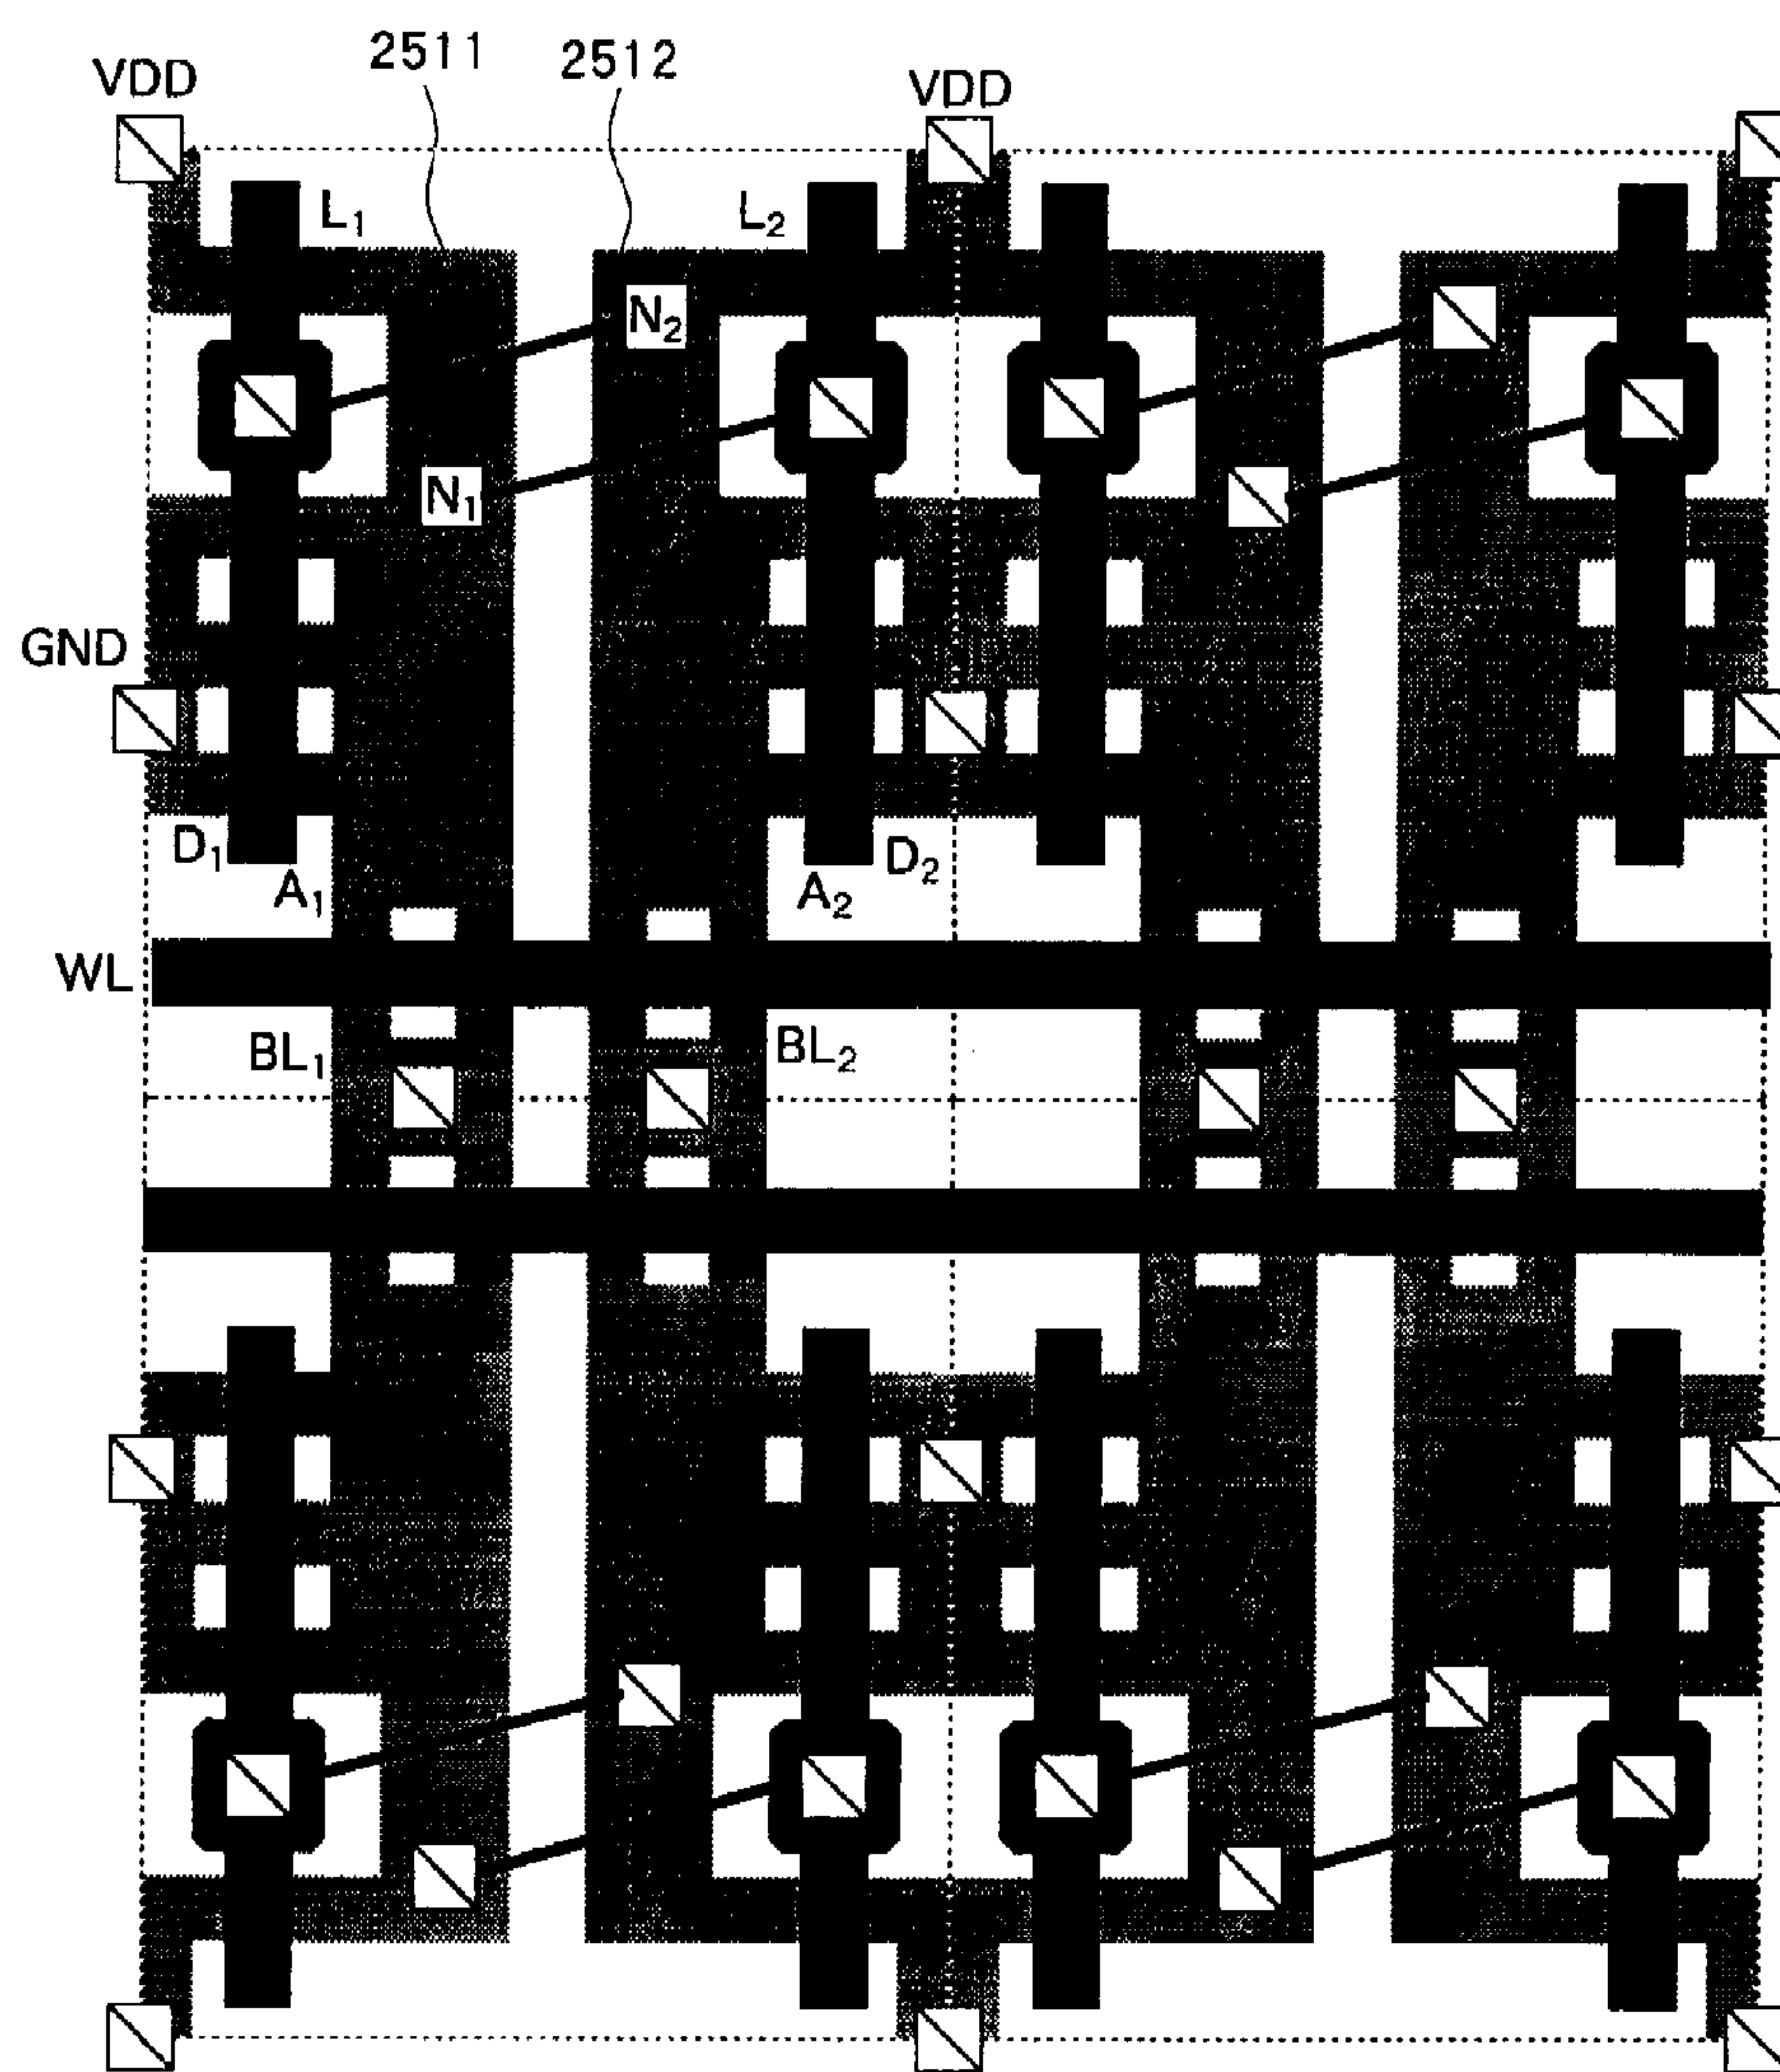 2511 2512
VDD VDD
L₁ L₂
N₂
N₁
GND
D₁ D₂
A₁ A₂
WL
BL₁ BL₂